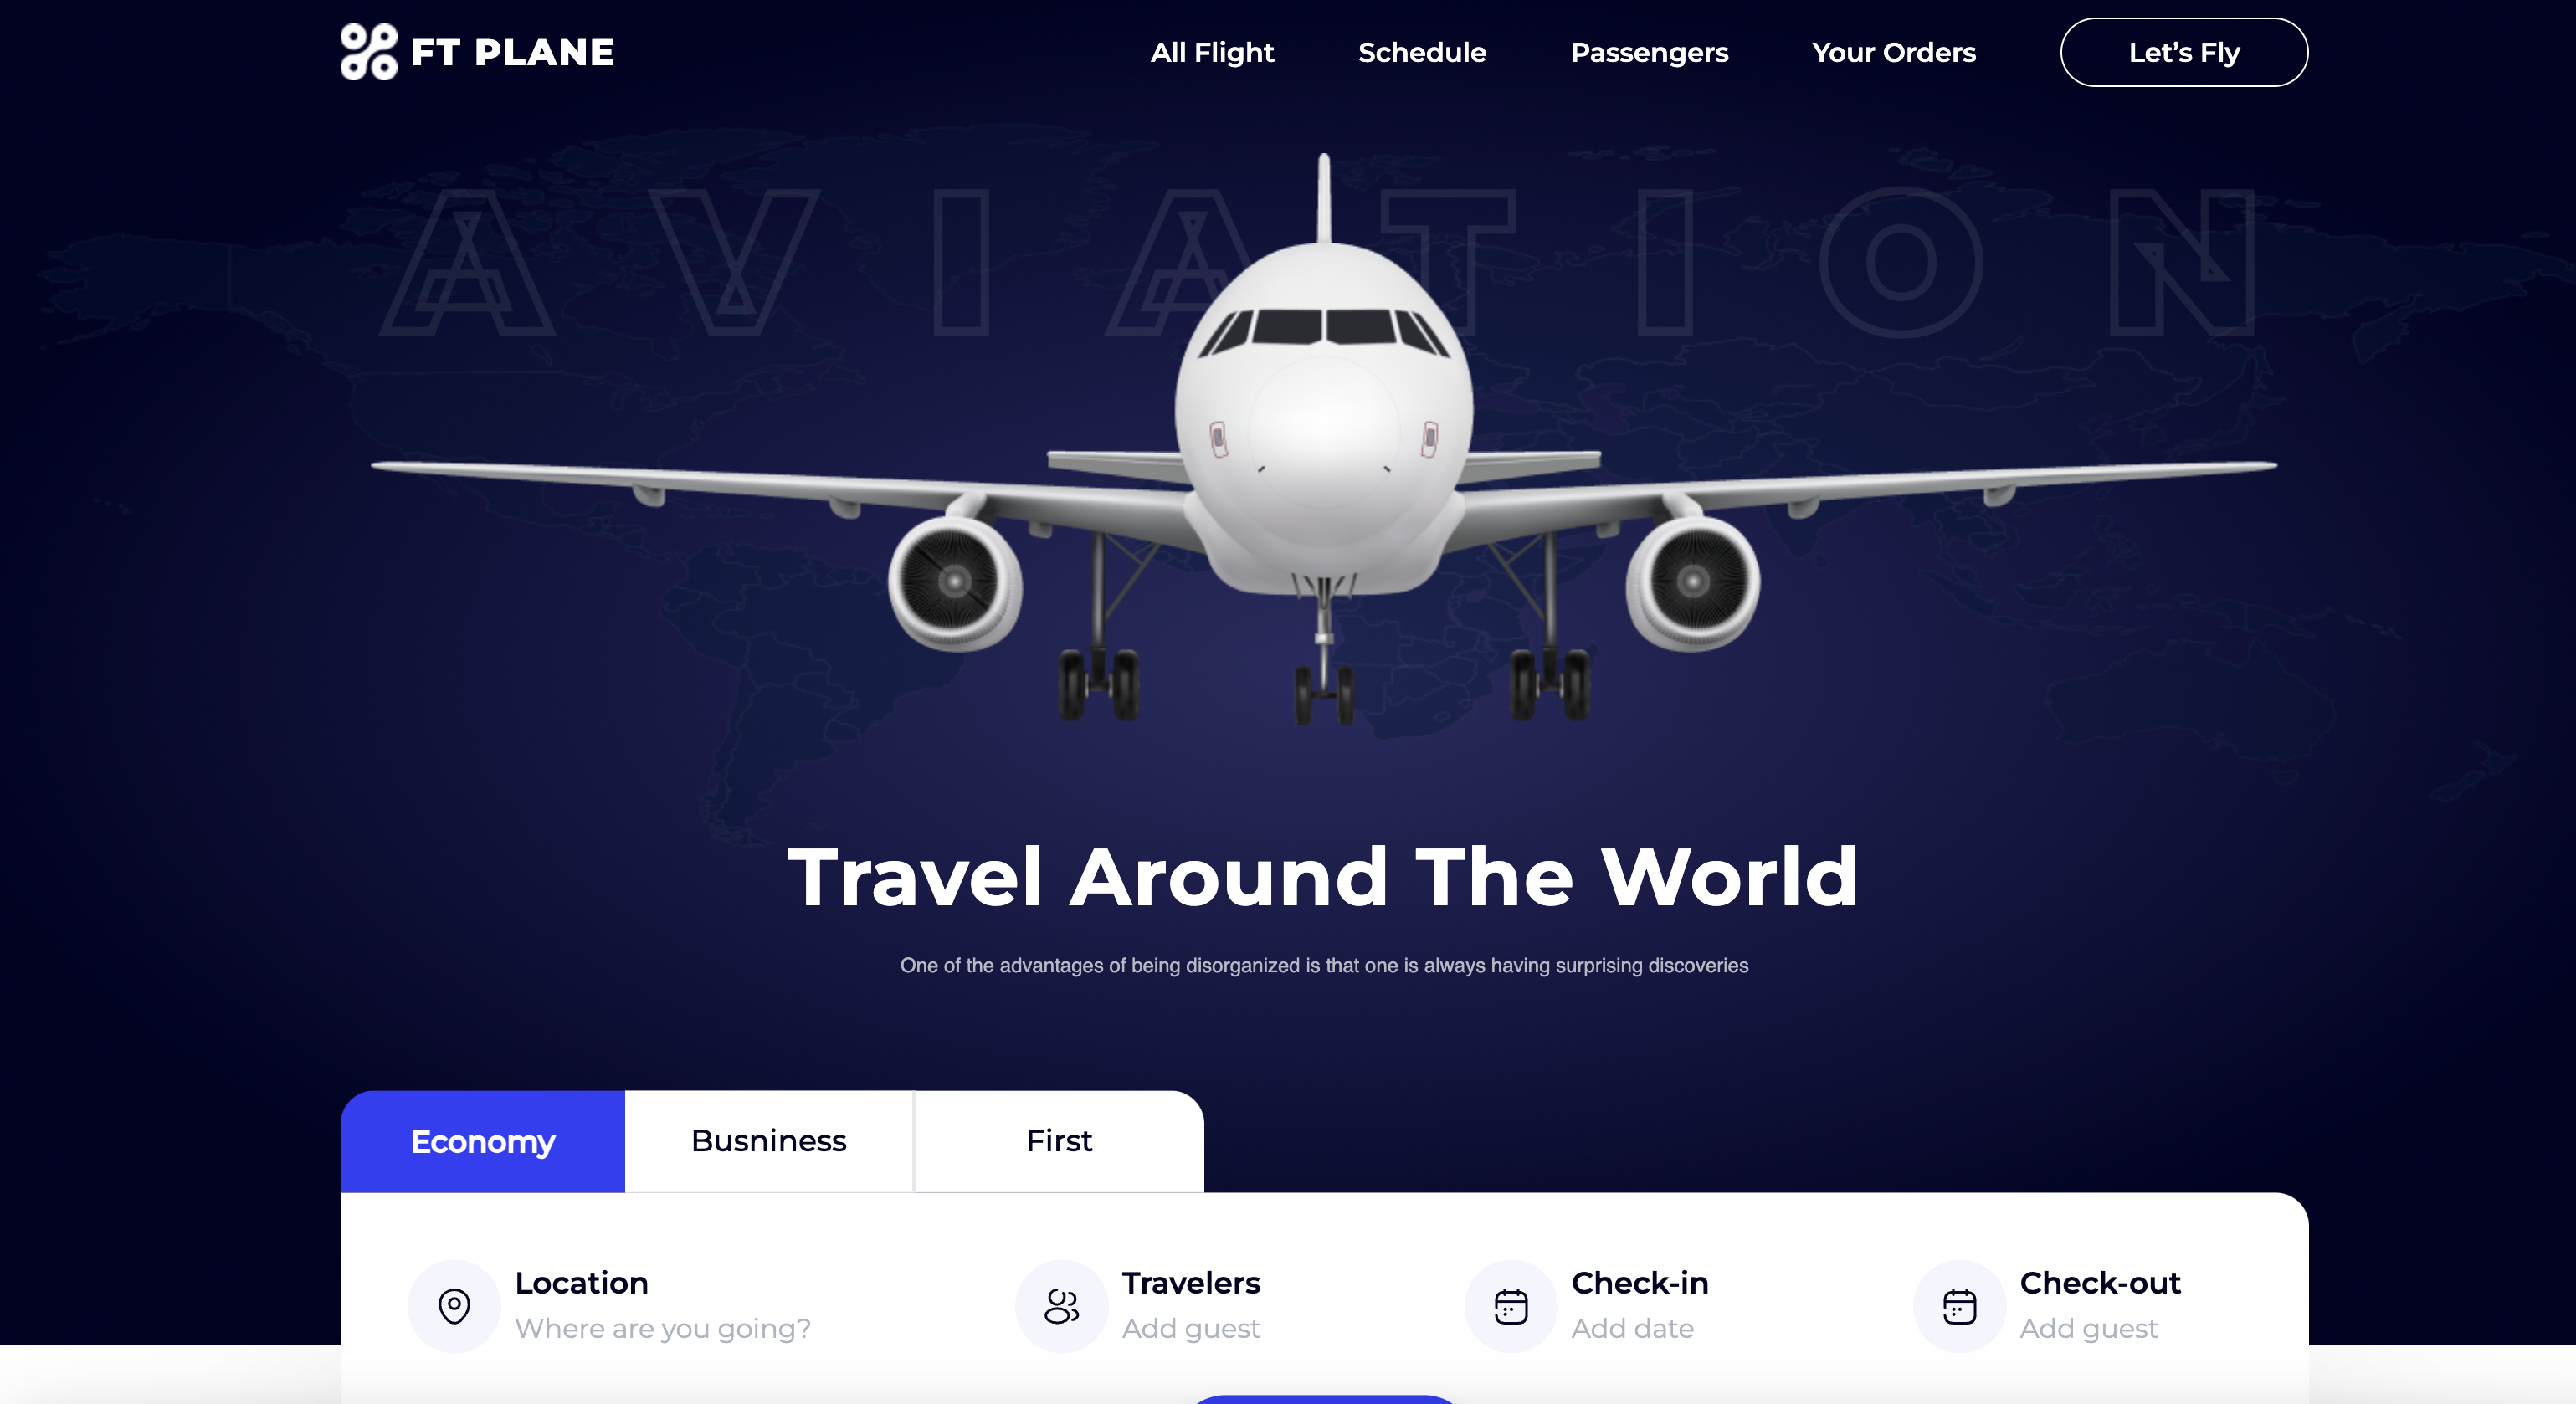 FT PLANE
All Flight
Schedule
Passengers
Your Orders
Let’s Fly
AVIATION
Travel Around The World
One of the advantages of being disorganized is that one is always having surprising discoveries
Economy
Busniness
First
Location
Where are you going?
Travelers
Add guest
Check-in
Add date
Check-out
Add guest